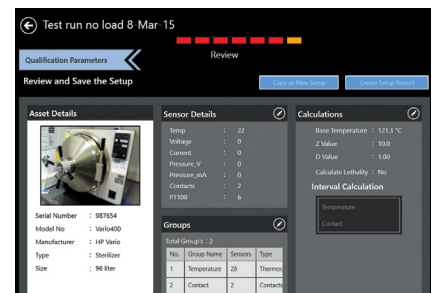 Test run no load 8-Mar-15
Review
Qualification Parameters
Review and Save the Setup
Copy as New Setup
Create Setup Report
Asset Details
Serial Number : 987654
Model No : Vario400
Manufacturer : HP Vario
Type : Sterilizer
Size : 96 liter
Sensor Details
Temp : 22
Voltage : 0
Current : 0
Pressure_V : 0
Pressure_mA : 0
Contacts : 2
PT100 : 6
Groups
Total Group's : 2
No. Group Name Sensors Type
1 Temperature 28 Thermoc
2 Contact 2 Contacts
Calculations
Base Temperature : 121.1 °C
Z Value : 10.0
D Value : 1.00
Calculate Lethality : No
Interval Calculation
Temperature
Contact